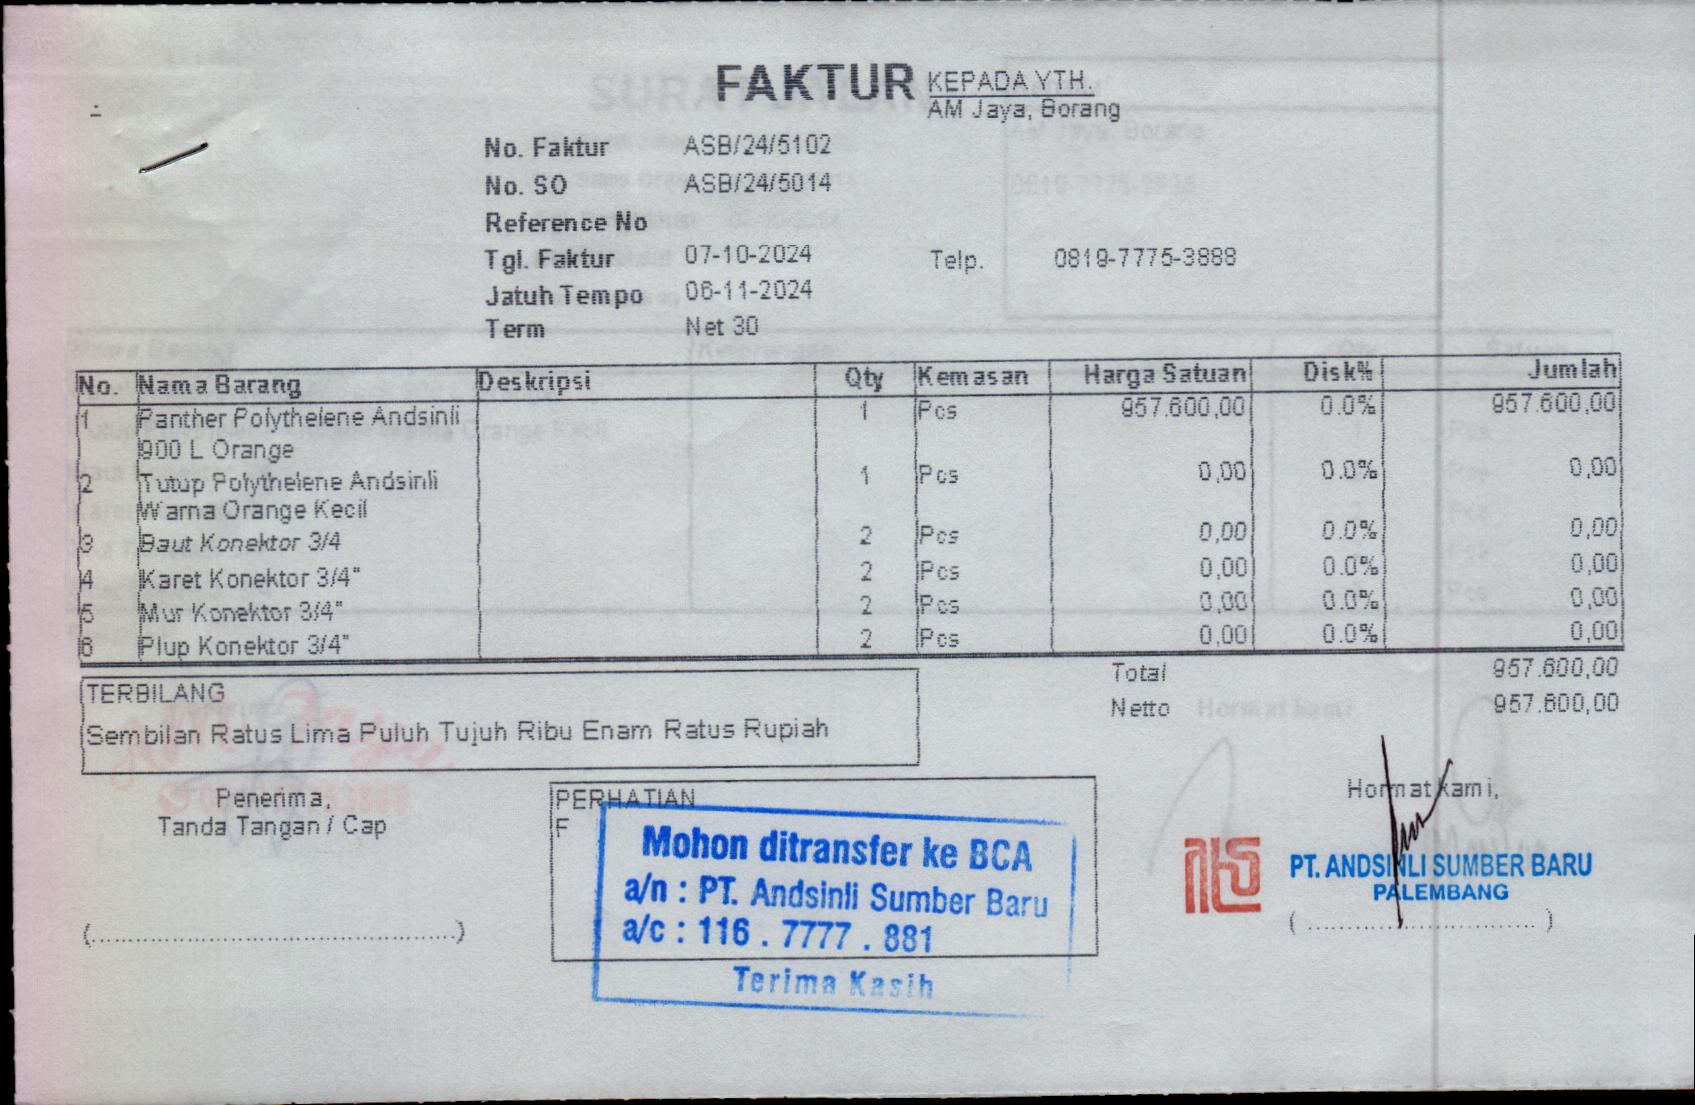 FAKTUR
KEPADA YTH.
AM Jaya, Borang
No. Faktur ASB/24/5102
No. SO ASB/24/5014
Reference No
Tgl. Faktur 07-10-2024 Telp. 0819-7775-3888
Jatuh Tempo 06-11-2024
Term Net 30
No. Nama Barang Deskripsi Qty Kemasan Harga Satuan Disk% Jumlah
1 Panther Polythelene Andsinli 1 Pcs 957.600,00 0.0% 957.600,00
900 L Orange
2 Tutup Polythelene Andsinli 1 Pcs 0,00 0.0% 0,00
Warna Orange Kecil
3 Baut Konektor 3/4 2 Pcs 0,00 0.0% 0,00
4 Karet Konektor 3/4" 2 Pcs 0,00 0.0% 0,00
5 Mur Konektor 3/4" 2 Pcs 0,00 0.0% 0,00
6 Plup Konektor 3/4" 2 Pcs 0,00 0.0% 0,00
Total 957.600,00
Netto 957.600,00
TERBILANG
Sembilan Ratus Lima Puluh Tujuh Ribu Enam Ratus Rupiah
Penerima,
Tanda Tangan / Cap
(................................................)
PERHATIAN
F
Mohon ditransfer ke BCA
a/n : PT. Andsinli Sumber Baru
a/c : 116 . 7777 . 881
Terima Kasih
Hormat kami,
PT. ANDSINLI SUMBER BARU
PALEMBANG
( ............................ )